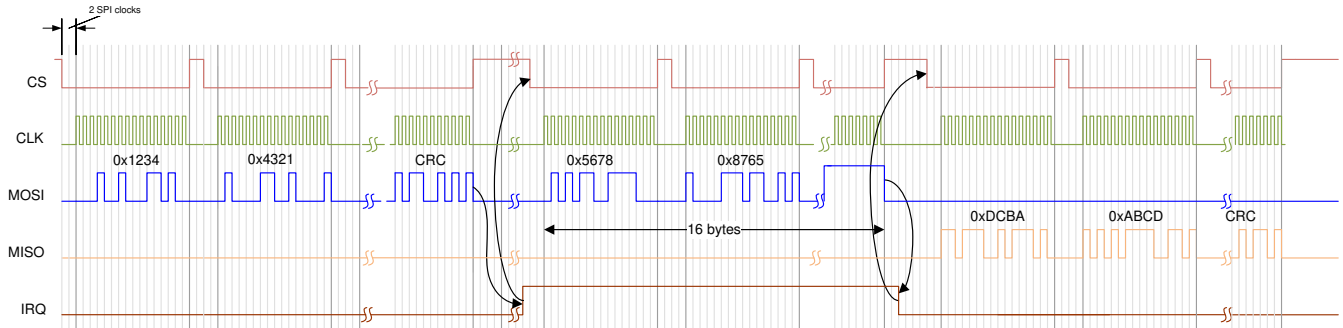 2 SPI clocks
CS
CLK
0x1234
0x4321
CRC
0x5678
0x8765
MOSI
16 bytes
0xDCBA
0xABCD
CRC
MISO
IRQ